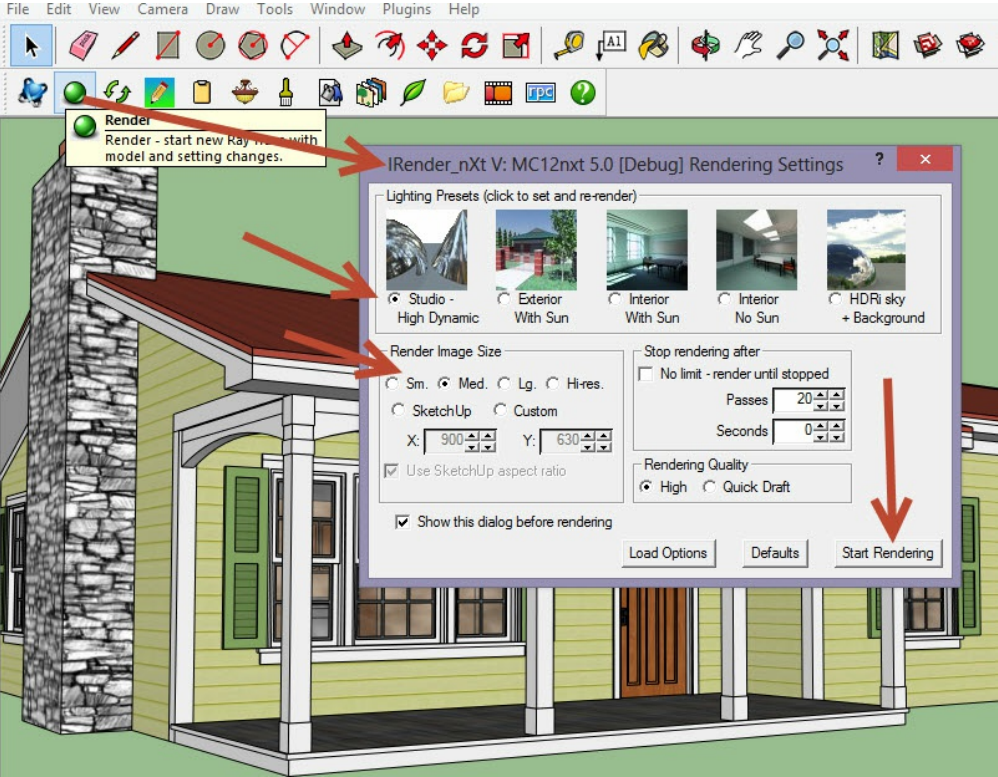 File Edit View Camera Draw Tools Window Plugins Help
A1
rpc
?
Render
Render - start new Ray with
model and setting changes.
IRender_nXt V: MC12nxt 5.0 [Debug] Rendering Settings ? x
Lighting Presets (click to set and re-render)
Studio - High Dynamic
Exterior With Sun
Interior With Sun
Interior No Sun
HDRi sky + Background
Render Image Size
Sm. Med. Lg. Hi-res.
SketchUp Custom
X: 900 Y: 630
Use SketchUp aspect ratio
Stop rendering after
No limit - render until stopped
Passes 20
Seconds 0
Rendering Quality
High Quick Draft
Show this dialog before rendering
Load Options Defaults Start Rendering